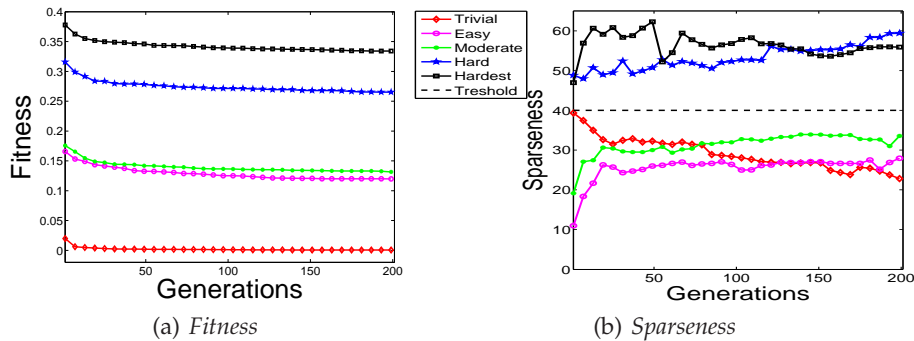 0.4
0.35
0.3
0.25
0.2
0.15
0.1
0.05
0
Fitness
50
100
150
200
Generations
(a) Fitness
Trivial
Easy
Moderate
Hard
Hardest
Treshold
60
50
40
30
20
10
0
Sparseness
50
100
150
200
Generations
(b) Sparseness